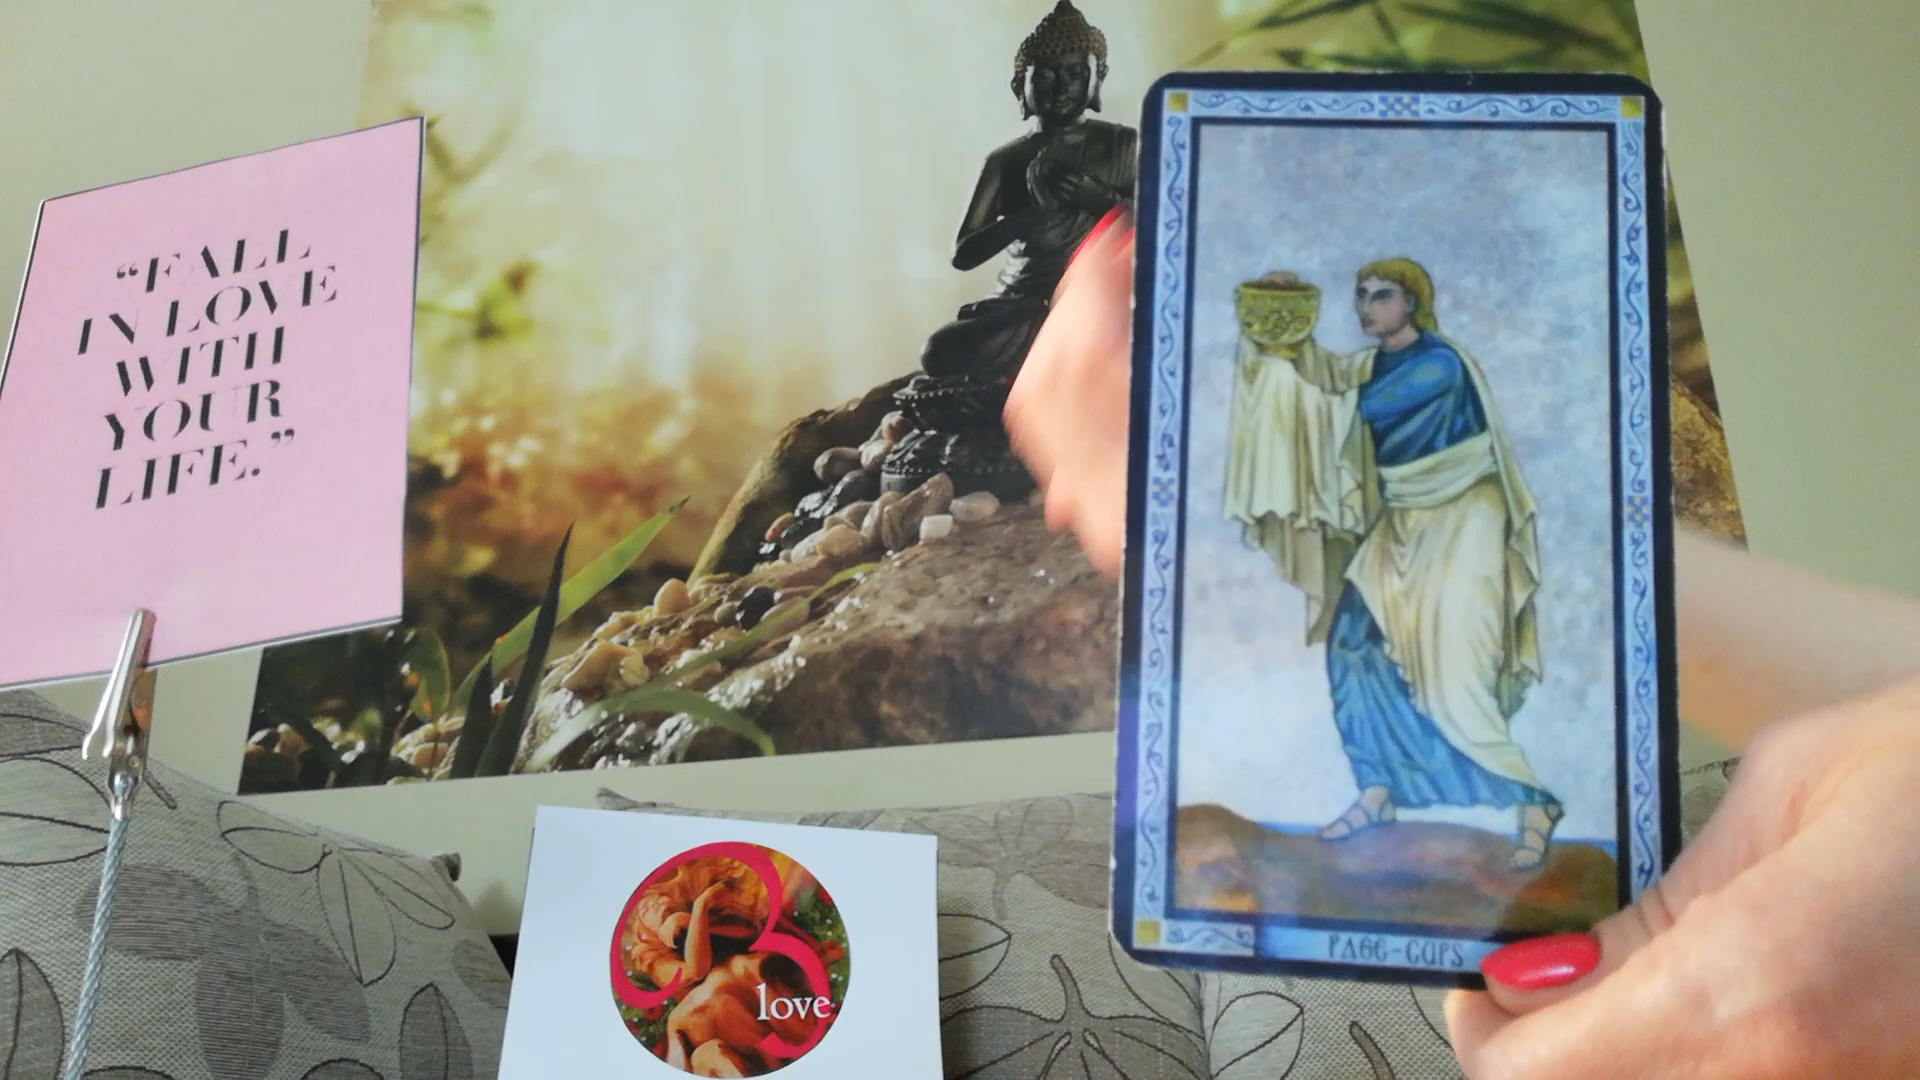 “FALL
IN LOVE
WITH
YOUR
LIFE.”
love
PAGE-CUPS